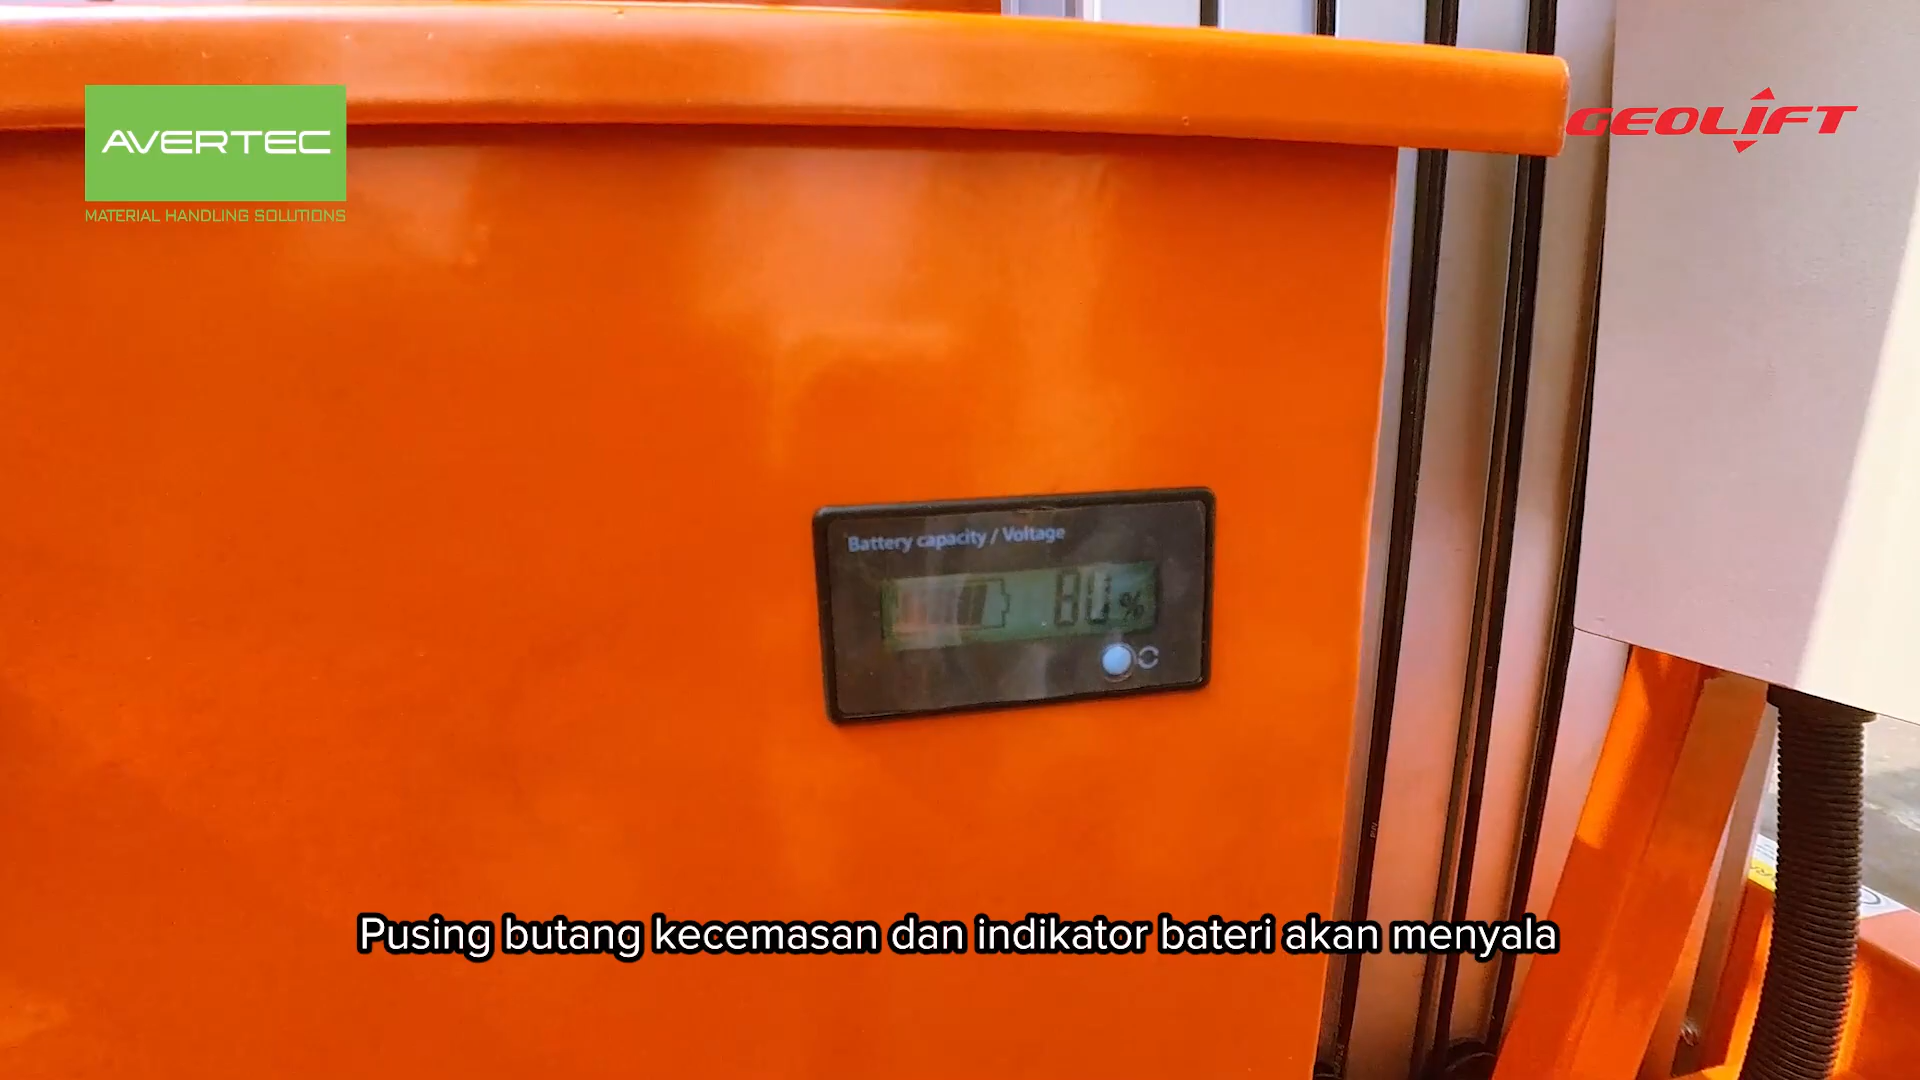 AVERTEC
MATERIAL HANDLING SOLUTIONS
GEOLIFT
Battery capacity / Voltage
80 %
Pusing butang kecemasan dan indikator bateri akan menyala